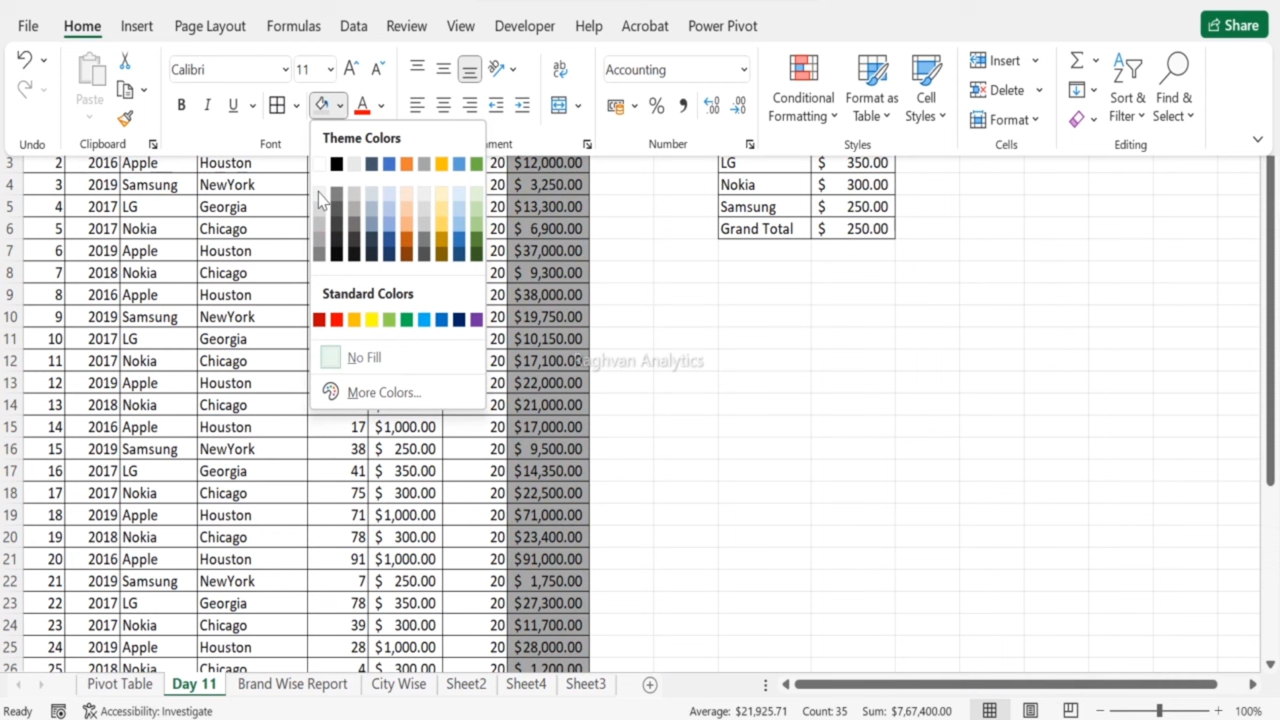 File Home Insert Page Layout Formulas Data Review View Developer Help Acrobat Power Pivot Share
Calibri 11 Accounting
Paste B I U A % Conditional Formatting Format as Table Cell Styles Insert Delete Format Sort & Filter Find & Select
Undo Clipboard Font Number Styles Cells Editing
Theme Colors
Standard Colors
No Fill
More Colors...
3 2 2016 Apple Houston 20 $12,000.00 LG $ 350.00
4 3 2019 Samsung NewYork 20 $ 3,250.00 Nokia $ 300.00
5 4 2017 LG Georgia 20 $13,300.00 Samsung $ 250.00
6 5 2017 Nokia Chicago 20 $ 6,900.00 Grand Total $ 250.00
7 6 2019 Apple Houston 20 $37,000.00
8 7 2018 Nokia Chicago 20 $ 9,300.00
9 8 2016 Apple Houston 20 $38,000.00
10 9 2019 Samsung NewYork 20 $19,750.00
11 10 2017 LG Georgia 20 $10,150.00
12 11 2017 Nokia Chicago 20 $17,100.00 Analytics
13 12 2019 Apple Houston 20 $22,000.00
14 13 2018 Nokia Chicago 20 $21,000.00
15 14 2016 Apple Houston 17 $1,000.00 20 $17,000.00
16 15 2019 Samsung NewYork 38 $ 250.00 20 $ 9,500.00
17 16 2017 LG Georgia 41 $ 350.00 20 $14,350.00
18 17 2017 Nokia Chicago 75 $ 300.00 20 $22,500.00
19 18 2019 Apple Houston 71 $1,000.00 20 $71,000.00
20 19 2018 Nokia Chicago 78 $ 300.00 20 $23,400.00
21 20 2016 Apple Houston 91 $1,000.00 20 $91,000.00
22 21 2019 Samsung NewYork 7 $ 250.00 20 $ 1,750.00
23 22 2017 LG Georgia 78 $ 350.00 20 $27,300.00
24 23 2017 Nokia Chicago 39 $ 300.00 20 $11,700.00
25 24 2019 Apple Houston 28 $1,000.00 20 $28,000.00
26 25 2018 Nokia Chicago 4 $ 300.00 20 $ 1,200.00
Pivot Table Day 11 Brand Wise Report City Wise Sheet2 Sheet4 Sheet3
Ready Accessibility: Investigate Average: $21,925.71 Count: 35 Sum: $7,67,400.00 100%